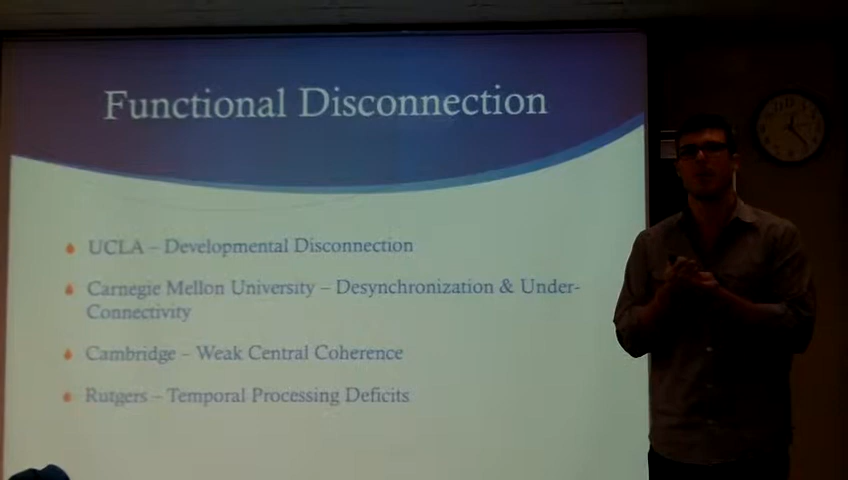 Functional Disconnection
UCLA – Developmental Disconnection
Carnegie Mellon University – Desynchronization & Under-
Connectivity
Cambridge – Weak Central Coherence
Rutgers – Temporal Processing Deficits